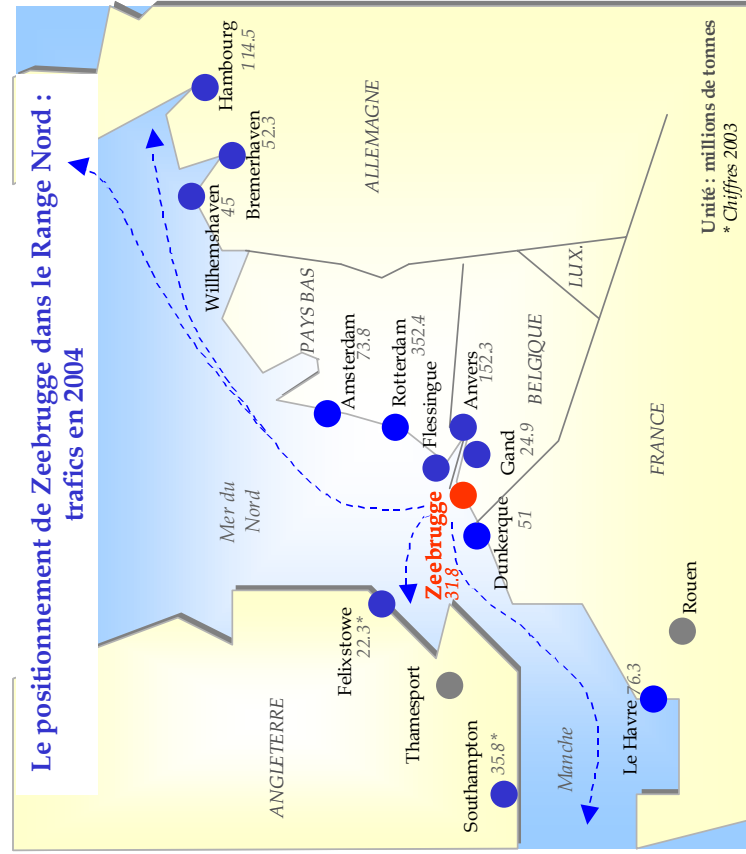 Le positionnement de Zeebrugge dans le Range Nord :
trafics en 2004
Hambourg
114.5
Bremerhaven
52.3
Willhemshaven
45
ALLEMAGNE
Mer du
Nord
PAYS BAS
Amsterdam
73.8
Rotterdam
352.4
Flessingue
Anvers
152.3
Gand
24.9
BELGIQUE
LUX.
Zeebrugge
31.8
Dunkerque
51
FRANCE
ANGLETERRE
Felixstowe
22.3*
Thamesport
Southampton
35.8*
Manche
Le Havre 76.3
Rouen
Unité : millions de tonnes
* Chiffres 2003